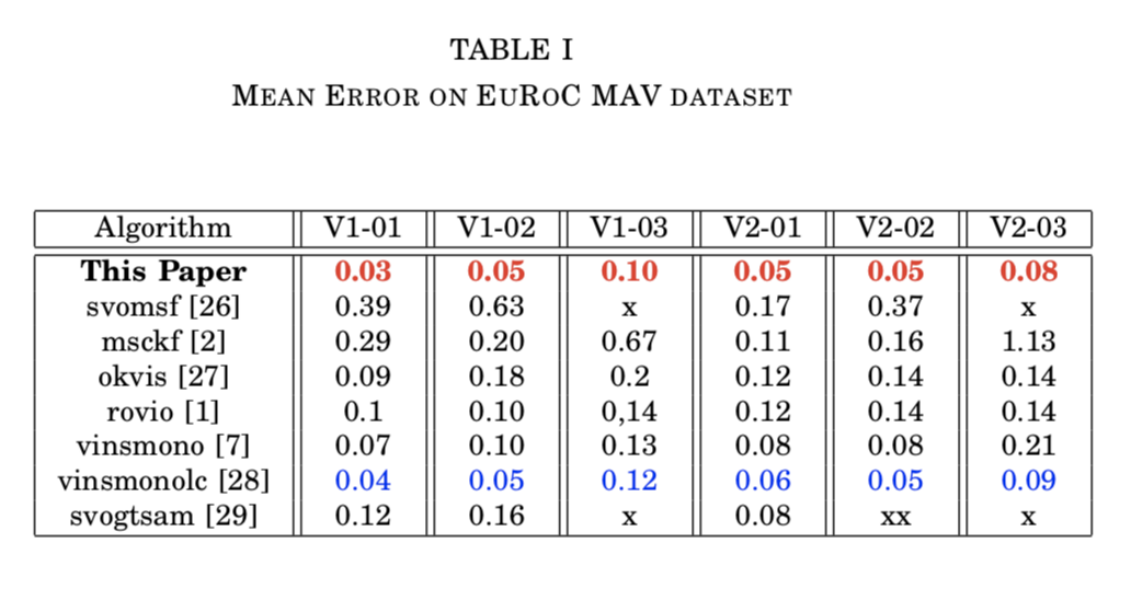 TABLE I
MEAN ERROR ON EUROC MAV DATASET
Algorithm V1-01 V1-02 V1-03 V2-01 V2-02 V2-03
This Paper 0.03 0.05 0.10 0.05 0.05 0.08
svomsf [26] 0.39 0.63 x 0.17 0.37 x
msckf [2] 0.29 0.20 0.67 0.11 0.16 1.13
okvis [27] 0.09 0.18 0.2 0.12 0.14 0.14
rovio [1] 0.1 0.10 0,14 0.12 0.14 0.14
vinsmono [7] 0.07 0.10 0.13 0.08 0.08 0.21
vinsmonolc [28] 0.04 0.05 0.12 0.06 0.05 0.09
svogtsam [29] 0.12 0.16 x 0.08 xx x